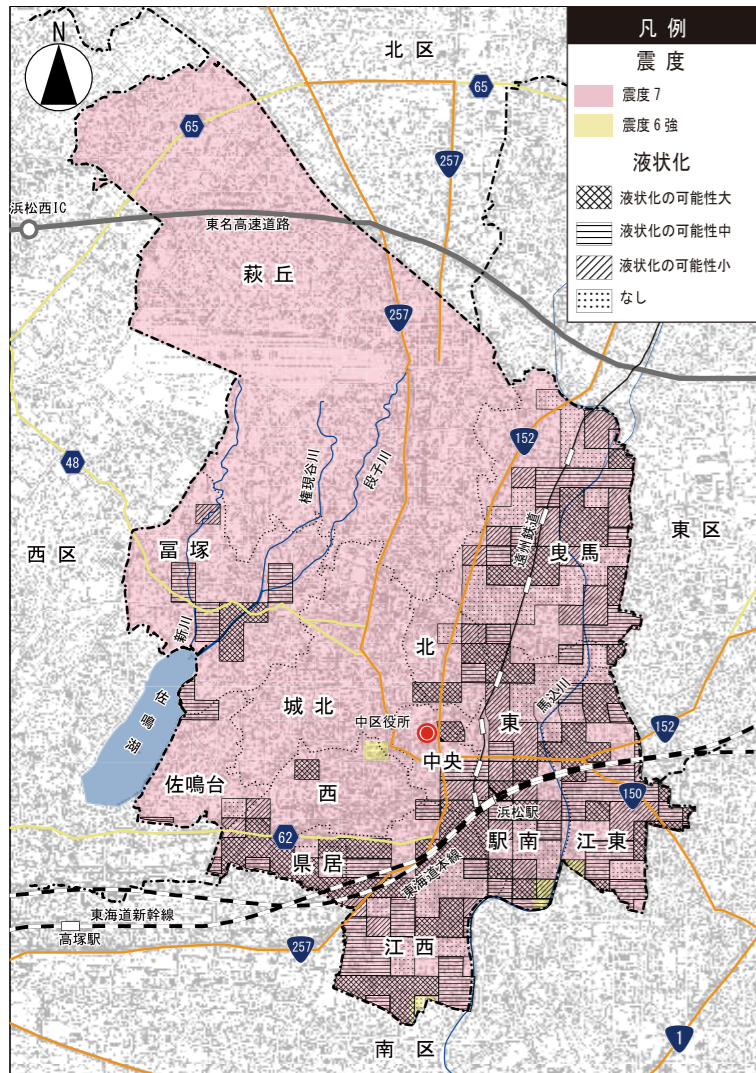 凡例
震度
震度7
震度6強
液状化
液状化の可能性大
液状化の可能性中
液状化の可能性小
なし
N
北区
65
65
257
浜松西IC
東名高速道路
萩丘
257
152
48
権現谷川
段子川
遠州鉄道
西区
冨塚
曳馬
東区
新川
北
馬込川
佐鳴湖
城北
中区役所
東
152
中央
佐鳴台
西
150
浜松駅
62
駅南
江東
県居
東海道本線
東海道新幹線
高塚駅
257
江西
1
南区